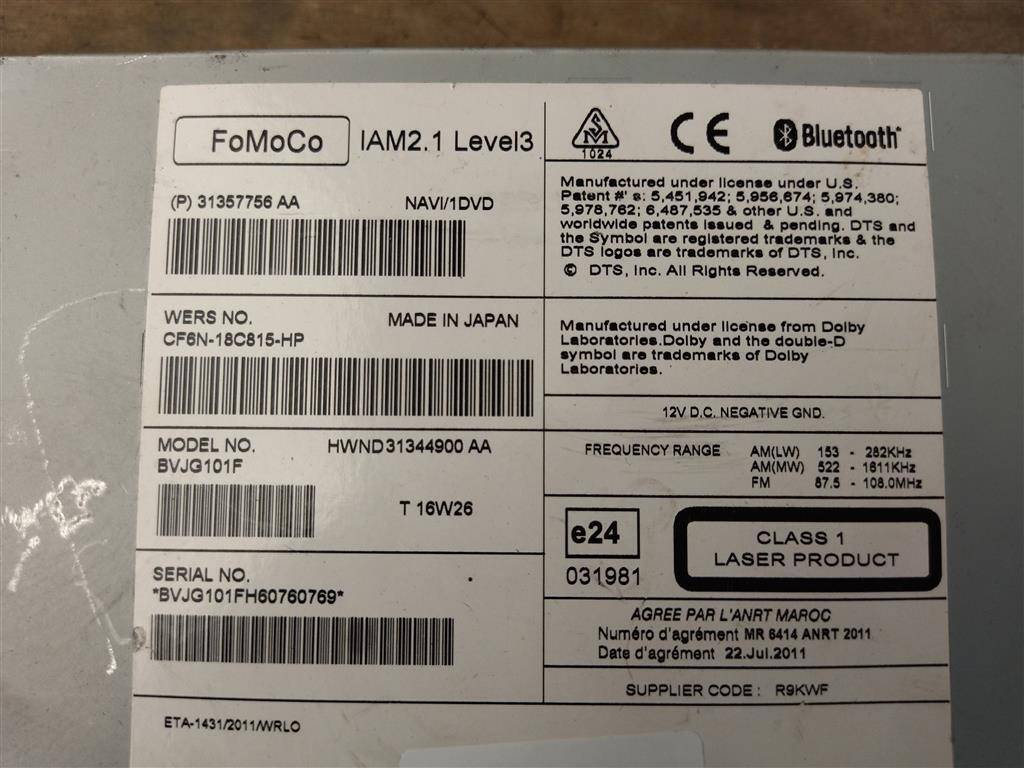 FoMoCo IAM2.1 Level3
(P) 31357756 AA NAVI/1DVD
WERS NO. MADE IN JAPAN
CF6N-18C815-HP
MODEL NO. HWND31344900 AA
BVJG101F
T 16W26
SERIAL NO.
*BVJG101FH60760769*
ETA-1431/2011/WRLO
SM
1024
CE
Bluetooth®
Manufactured under license under U.S.
Patent #' s: 5,451,942; 5,956,674; 5,974,380;
5,978,762; 6,487,535 & other U.S. and
worldwide patents issued & pending. DTS and
the Symbol are registered trademarks & the
DTS logos are trademarks of DTS, Inc.
© DTS, Inc. All Rights Reserved.
Manufactured under license from Dolby
Laboratories.Dolby and the double-D
symbol are trademarks of Dolby
Laboratories.
12V D.C. NEGATIVE GND.
FREQUENCY RANGE AM(LW) 153 - 282KHz
AM(MW) 522 - 1611KHz
FM 87.5 - 108.0MHz
e24
031981
CLASS 1
LASER PRODUCT
AGREE PAR L'ANRT MAROC
Numéro d'agrément MR 6414 ANRT 2011
Date d'agrément 22.Jul.2011
SUPPLIER CODE : R9KWF